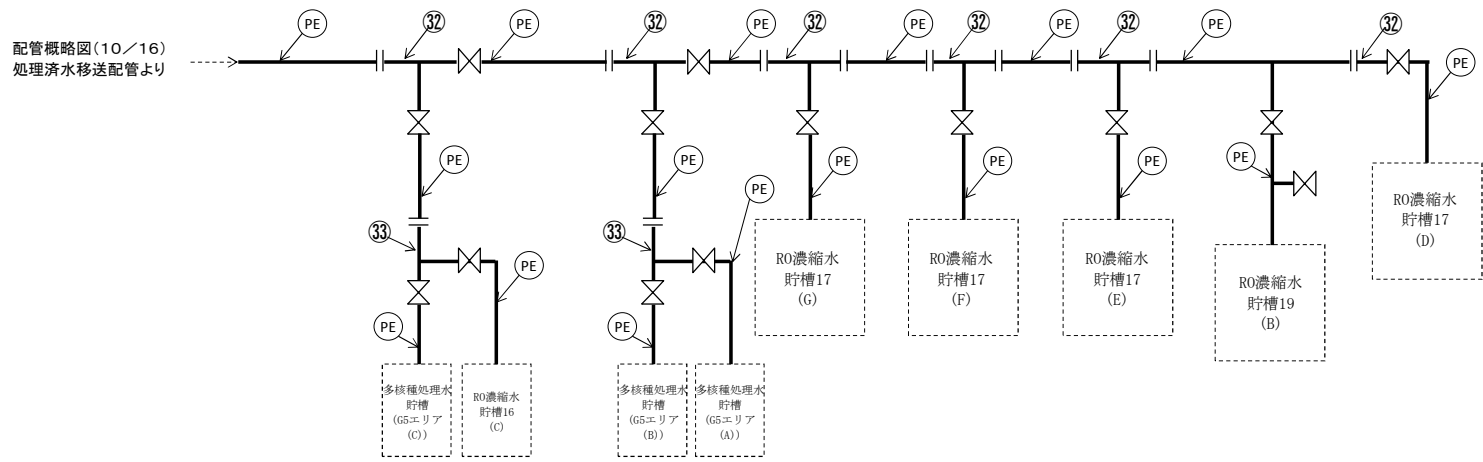 PE
㉜
PE
㉜
PE
㉜
PE
㉜
PE
㉜
PE
㉜
PE
配管概略図(10/16)
処理済水移送配管より
PE
PE
PE
PE
PE
PE
PE
㉝
PE
㉝
PE
PE
RO濃縮水
貯槽17
(G)
RO濃縮水
貯槽17
(F)
RO濃縮水
貯槽17
(E)
RO濃縮水
貯槽19
(B)
RO濃縮水
貯槽17
(D)
多核種処理水
貯槽
(G5エリア
(C))
RO濃縮水
貯槽16
(C)
多核種処理水
貯槽
(G5エリア
(B))
多核種処理水
貯槽
(G5エリア
(A))